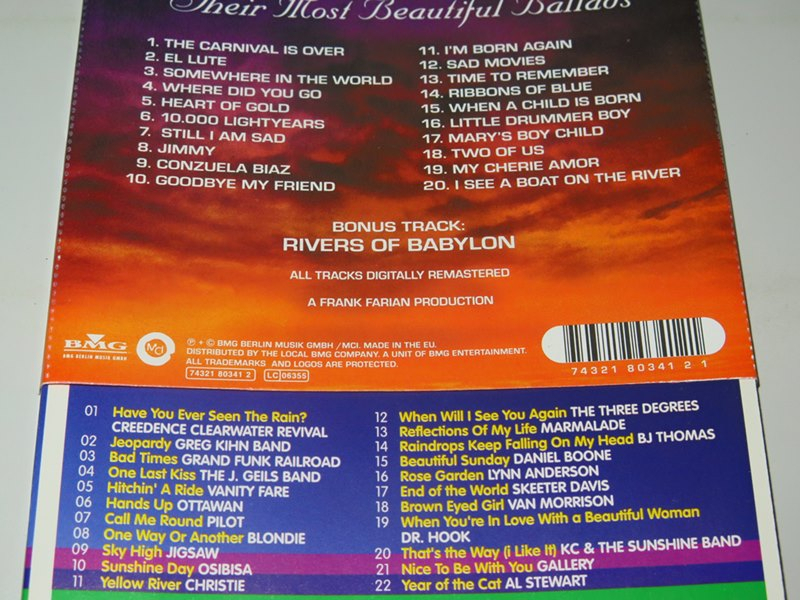 Their Most Beautiful Ballads
1. THE CARNIVAL IS OVER
2. EL LUTE
3. SOMEWHERE IN THE WORLD
4. WHERE DID YOU GO
5. HEART OF GOLD
6. 10.000 LIGHTYEARS
7. STILL I AM SAD
8. JIMMY
9. CONZUELA BIAZ
10. GOODBYE MY FRIEND
11. I'M BORN AGAIN
12. SAD MOVIES
13. TIME TO REMEMBER
14. RIBBONS OF BLUE
15. WHEN A CHILD IS BORN
16. LITTLE DRUMMER BOY
17. MARY'S BOY CHILD
18. TWO OF US
19. MY CHERIE AMOR
20. I SEE A BOAT ON THE RIVER
BONUS TRACK:
RIVERS OF BABYLON
ALL TRACKS DIGITALLY REMASTERED
A FRANK FARIAN PRODUCTION
BMG
BMG BERLIN MUSIK GMBH
MCI
℗ + © BMG BERLIN MUSIK GMBH / MCI. MADE IN THE EU.
DISTRIBUTED BY THE LOCAL BMG COMPANY. A UNIT OF BMG ENTERTAINMENT.
ALL TRADEMARKS AND LOGOS ARE PROTECTED.
74321 80341 2 LC 06355
74321 80341 2 1
01 Have You Ever Seen The Rain?
CREEDENCE CLEARWATER REVIVAL
02 Jeopardy GREG KIHN BAND
03 Bad Times GRAND FUNK RAILROAD
04 One Last Kiss THE J. GEILS BAND
05 Hitchin' A Ride VANITY FARE
06 Hands Up OTTAWAN
07 Call Me Round PILOT
08 One Way Or Another BLONDIE
09 Sky High JIGSAW
10 Sunshine Day OSIBISA
11 Yellow River CHRISTIE
12 When Will I See You Again THE THREE DEGREES
13 Reflections Of My Life MARMALADE
14 Raindrops Keep Falling On My Head BJ THOMAS
15 Beautiful Sunday DANIEL BOONE
16 Rose Garden LYNN ANDERSON
17 End of the World SKEETER DAVIS
18 Brown Eyed Girl VAN MORRISON
19 When You're In Love With a Beautiful Woman
DR. HOOK
20 That's the Way (i Like It) KC & THE SUNSHINE BAND
21 Nice To Be With You GALLERY
22 Year of the Cat AL STEWART